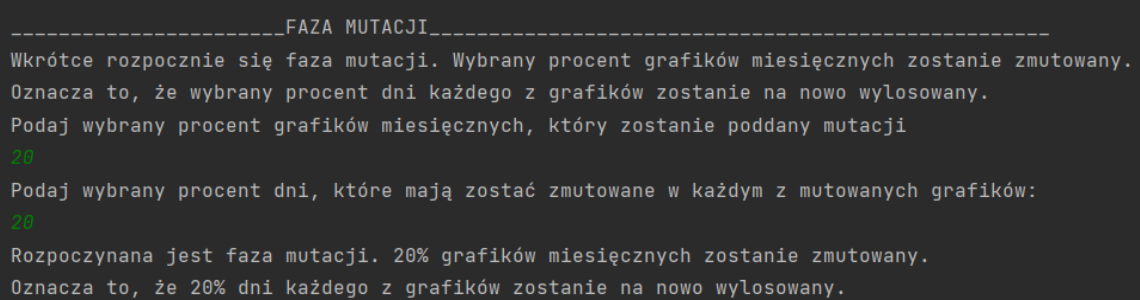 _______________________FAZA MUTACJI____________________________________________________
Wkrótce rozpocznie się faza mutacji. Wybrany procent grafików miesięcznych zostanie zmutowany.
Oznacza to, że wybrany procent dni każdego z grafików zostanie na nowo wylosowany.
Podaj wybrany procent grafików miesięcznych, który zostanie poddany mutacji
20
Podaj wybrany procent dni, które mają zostać zmutowane w każdym z mutowanych grafików:
20
Rozpoczynana jest faza mutacji. 20% grafików miesięcznych zostanie zmutowany.
Oznacza to, że 20% dni każdego z grafików zostanie na nowo wylosowany.